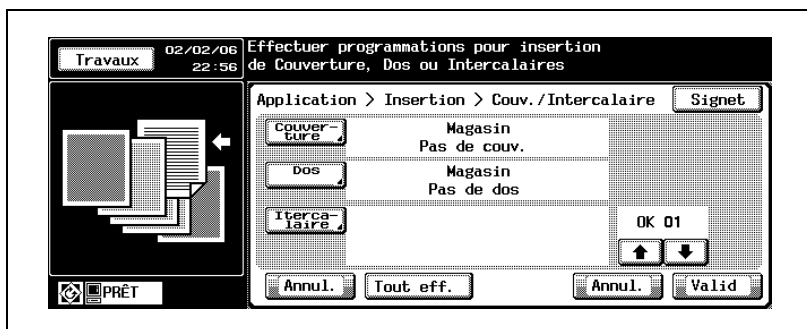 Travaux
02/02/06
22:56
Effectuer programmations pour insertion
de Couverture, Dos ou Intercalaires
Application > Insertion > Couv./Intercalaire
Signet
Couver-
ture
Magasin
Pas de couv.
Dos
Magasin
Pas de dos
Iterca-
laire
OK 01
Annul.
Tout eff.
Annul.
Valid
PRÊT